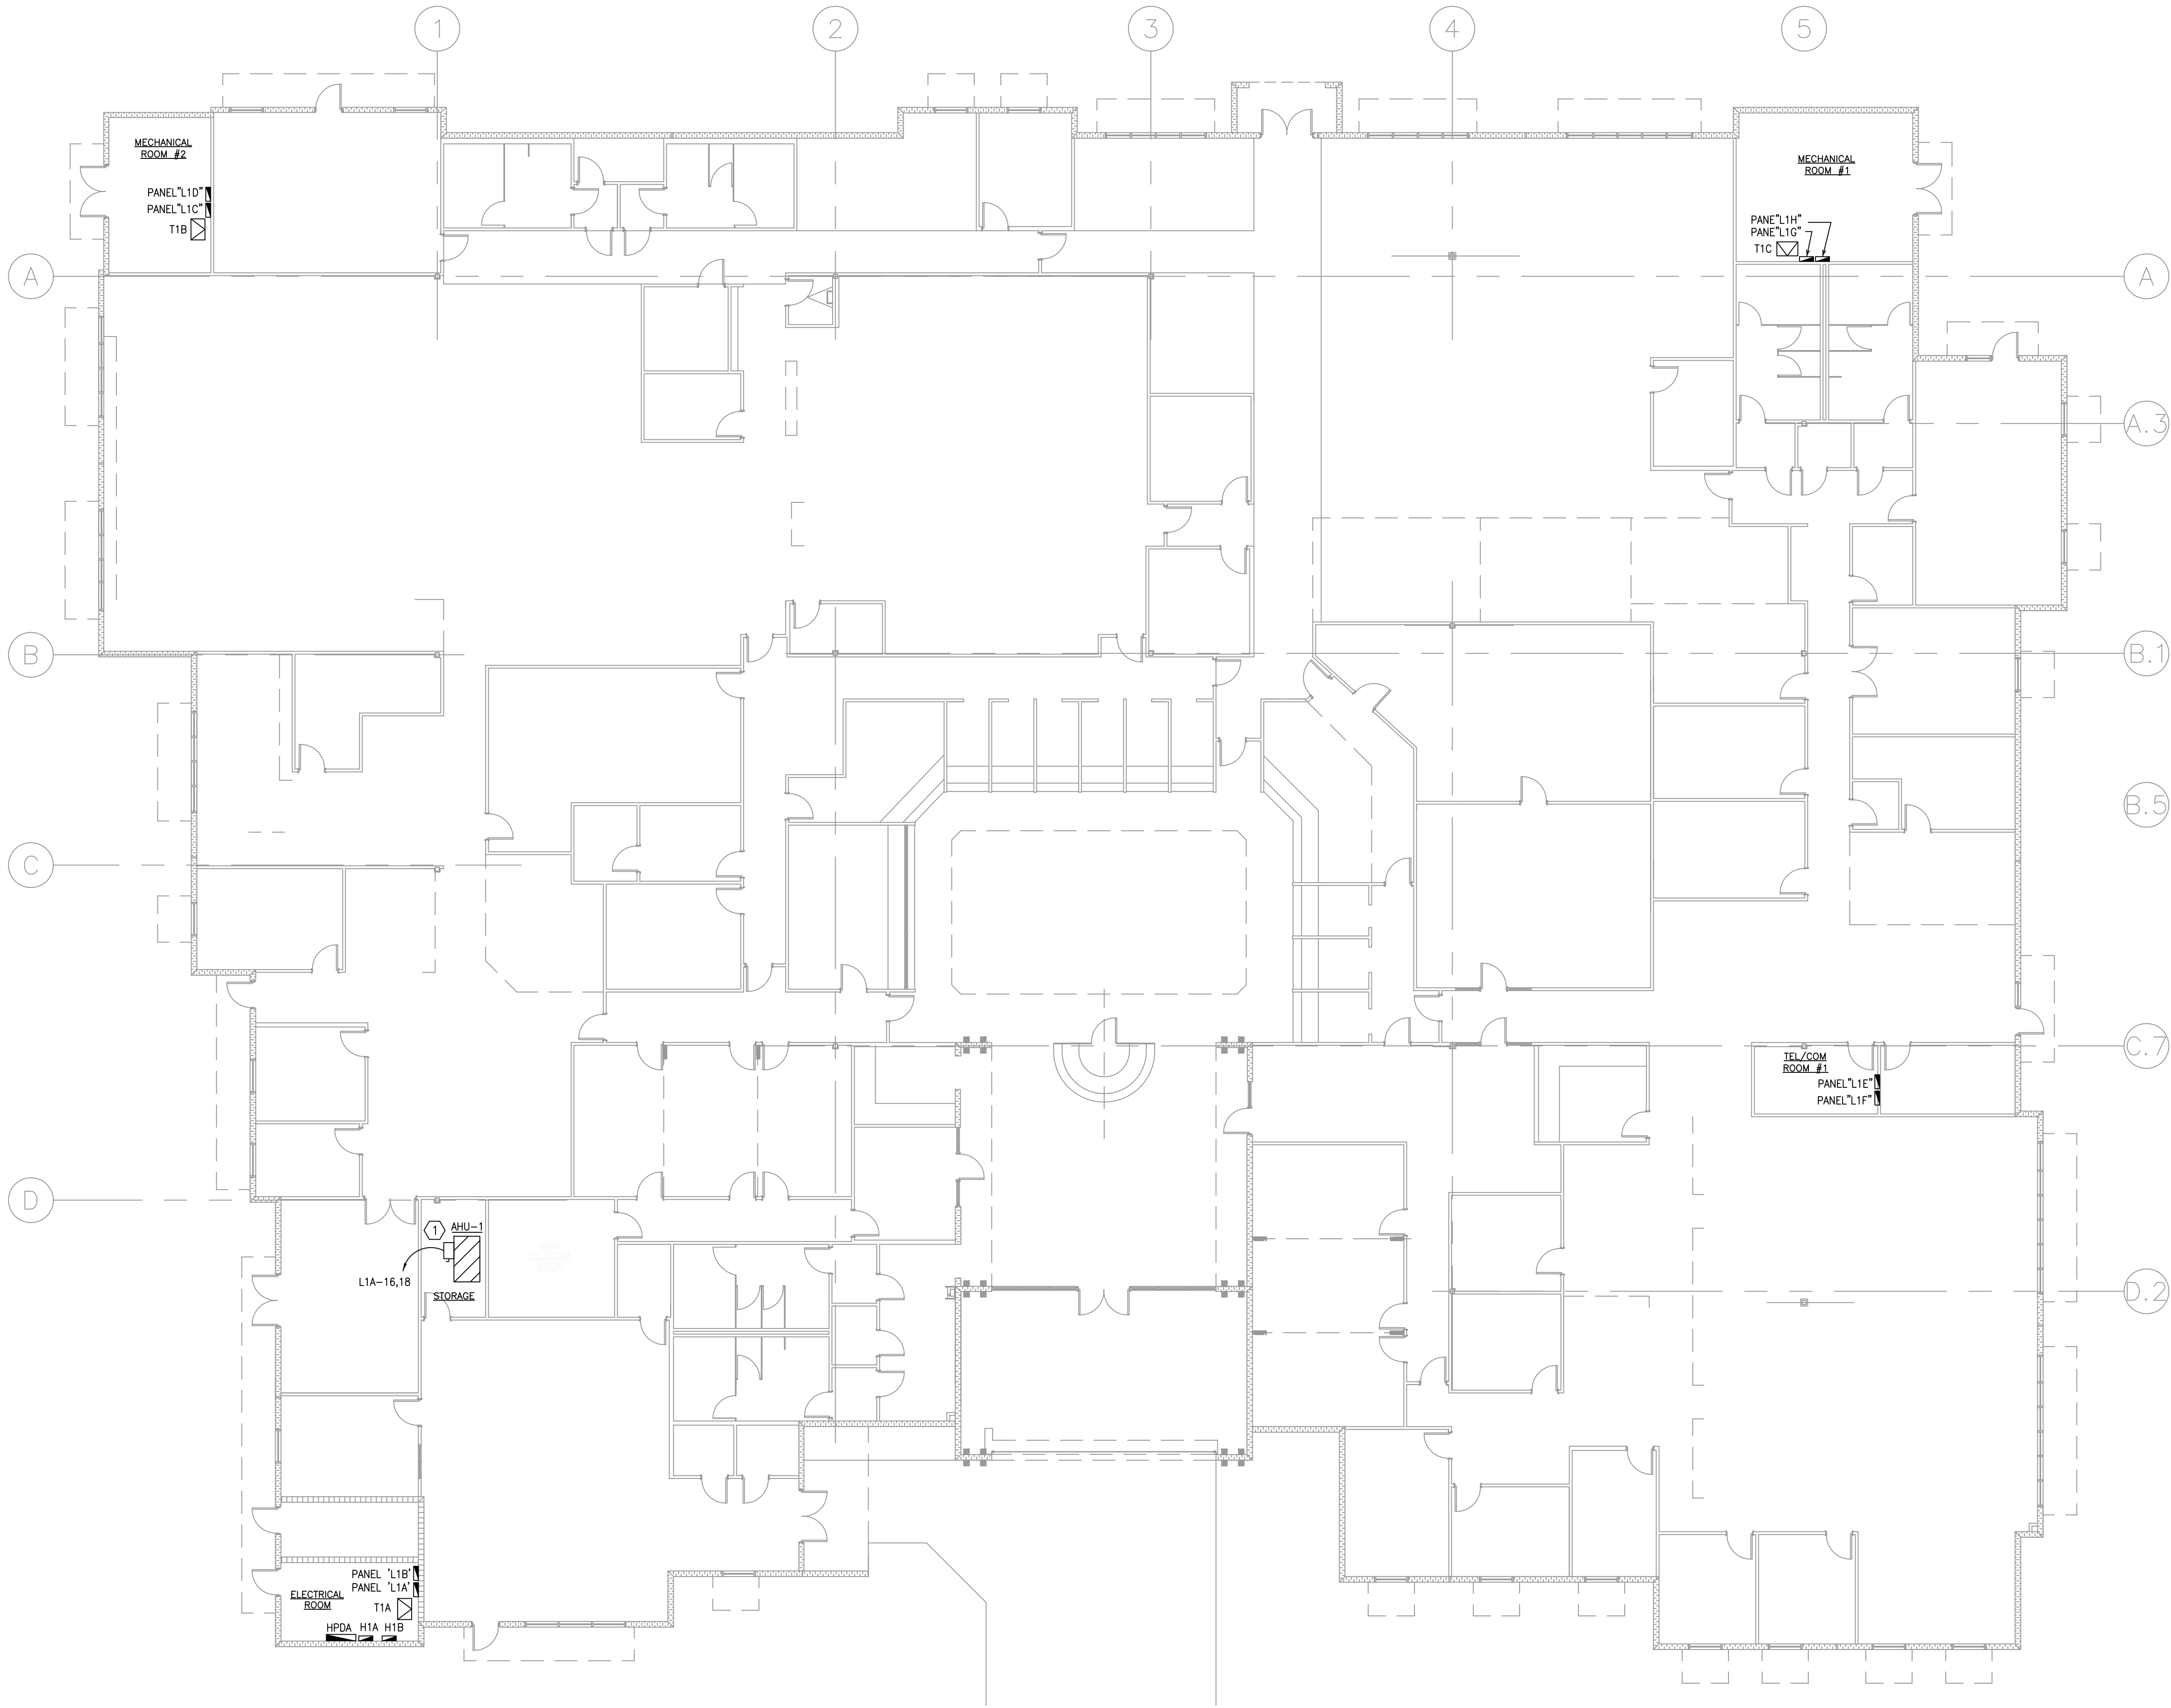 1
2
3
4
5
MECHANICAL
ROOM #2
PANEL"L1D"
PANEL"L1C"
T1B
MECHANICAL
ROOM #1
PANE"L1H"
PANE"L1G"
T1C
A
A
A.3
B
B.1
B.5
C
C.7
TEL/COM
ROOM #1
PANEL"L1E"
PANEL"L1F"
D
1
AHU-1
L1A-16,18
STORAGE
D.2
PANEL 'L1B'
PANEL 'L1A'
ELECTRICAL
ROOM
T1A
HPDA
H1A
H1B